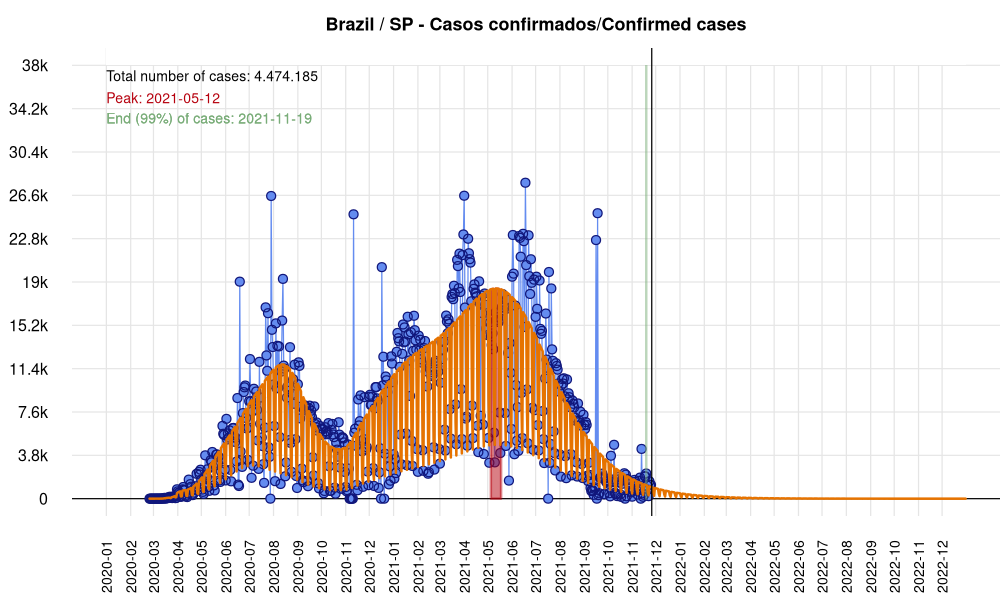 Brazil / SP - Casos confirmados/Confirmed cases
Total number of cases: 4.474.185
Peak: 2021-05-12
End (99%) of cases: 2021-11-19
38k
34.2k
30.4k
26.6k
22.8k
19k
15.2k
11.4k
7.6k
3.8k
0
2020-01
2020-02
2020-03
2020-04
2020-05
2020-06
2020-07
2020-08
2020-09
2020-10
2020-11
2020-12
2021-01
2021-02
2021-03
2021-04
2021-05
2021-06
2021-07
2021-08
2021-09
2021-10
2021-11
2021-12
2022-01
2022-02
2022-03
2022-04
2022-05
2022-06
2022-07
2022-08
2022-09
2022-10
2022-11
2022-12